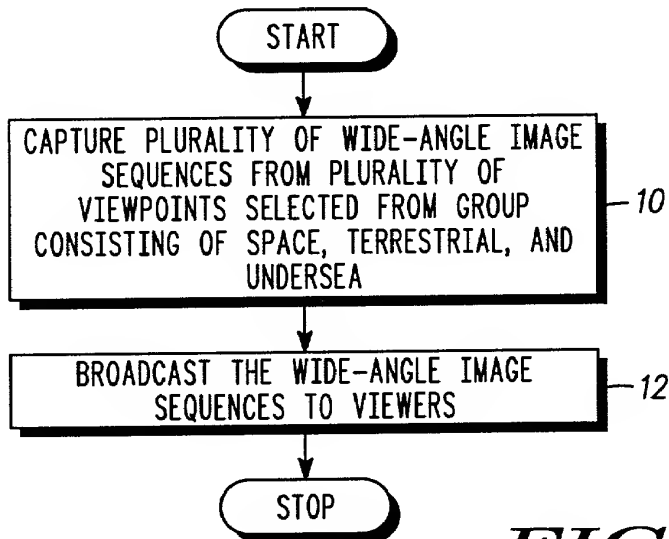 START
CAPTURE PLURALITY OF WIDE-ANGLE IMAGE
SEQUENCES FROM PLURALITY OF
VIEWPOINTS SELECTED FROM GROUP
CONSISTING OF SPACE, TERRESTRIAL, AND
UNDERSEA
10
BROADCAST THE WIDE-ANGLE IMAGE
SEQUENCES TO VIEWERS
12
STOP